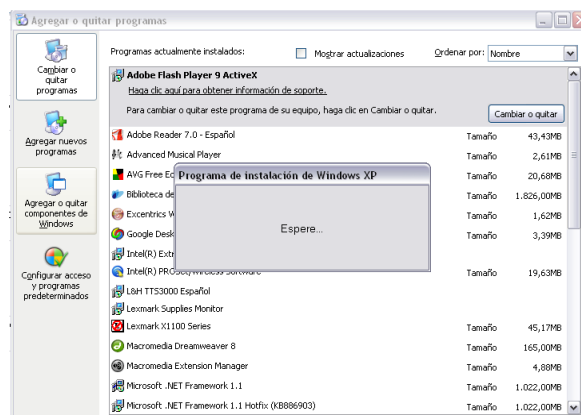 Agregar o quitar programas
Cambiar o quitar programas
Agregar nuevos programas
Agregar o quitar componentes de Windows
Configurar acceso y programas predeterminados
Programas actualmente instalados:
Mostrar actualizaciones
Ordenar por: Nombre
Adobe Flash Player 9 ActiveX
Haga clic aquí para obtener información de soporte.
Para cambiar o quitar este programa de su equipo, haga clic en Cambiar o quitar.
Cambiar o quitar
Adobe Reader 7.0 - Español Tamaño 43,43MB
Advanced Musical Player Tamaño 2,61MB
AVG Free Tamaño 20,68MB
Biblioteca de Tamaño 1.826,00MB
Excentrics Tamaño 1,62MB
Google Tamaño 3,39MB
Intel(R)
Intel(R) Tamaño 19,63MB
L&H TTS3000 Español
Lexmark Supplies Monitor
Lexmark X1100 Series Tamaño 45,17MB
Macromedia Dreamweaver 8 Tamaño 165,00MB
Macromedia Extension Manager Tamaño 4,88MB
Microsoft .NET Framework 1.1 Tamaño 1.022,00MB
Microsoft .NET Framework 1.1 Hotfix (KB886903) Tamaño 1.022,00MB
Programa de instalación de Windows XP
Espere...